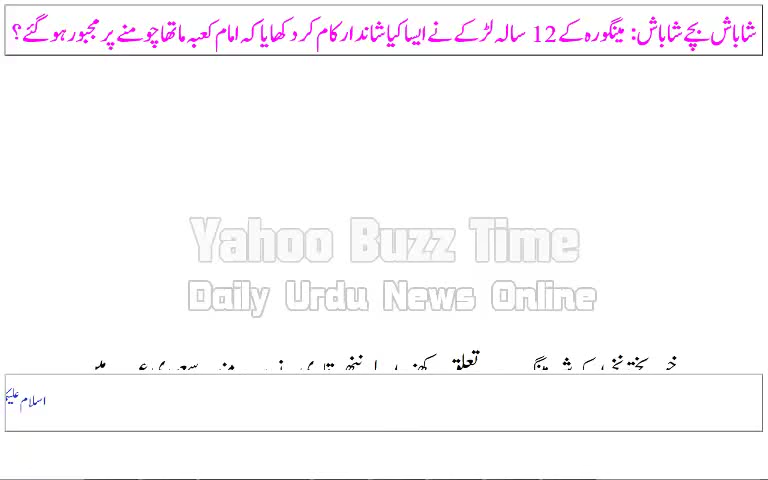 شاباش بچے شاباش: مینگورہ کے 12 سالہ لڑکے نے ایسا کیا شاندار کام کر دکھایا کہ امام کعبہ ماتھا چومنے پر مجبور ہو گئے؟
Yahoo Buzz Time
Daily Urdu News Online
تعلق
اسلام